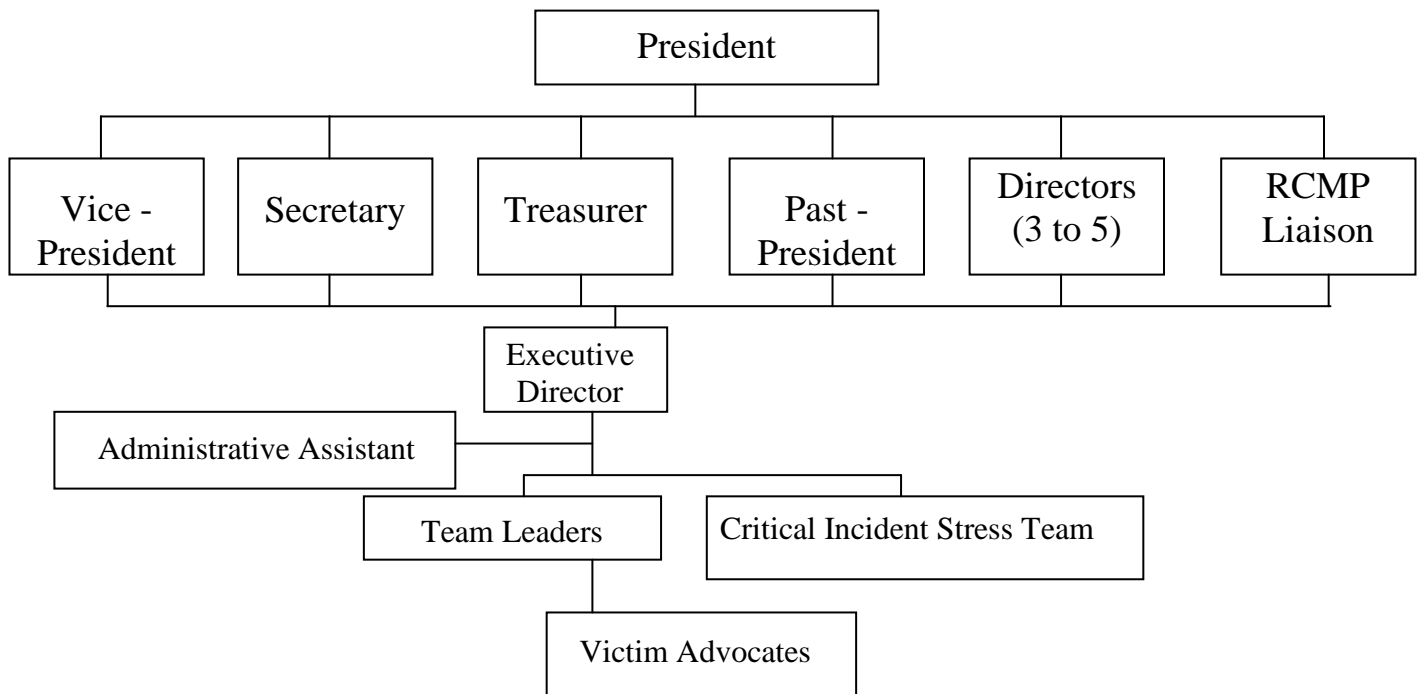 President
Vice -
President
Secretary
Treasurer
Past -
President
Directors
(3 to 5)
RCMP
Liaison
Executive
Director
Administrative Assistant
Team Leaders
Critical Incident Stress Team
Victim Advocates